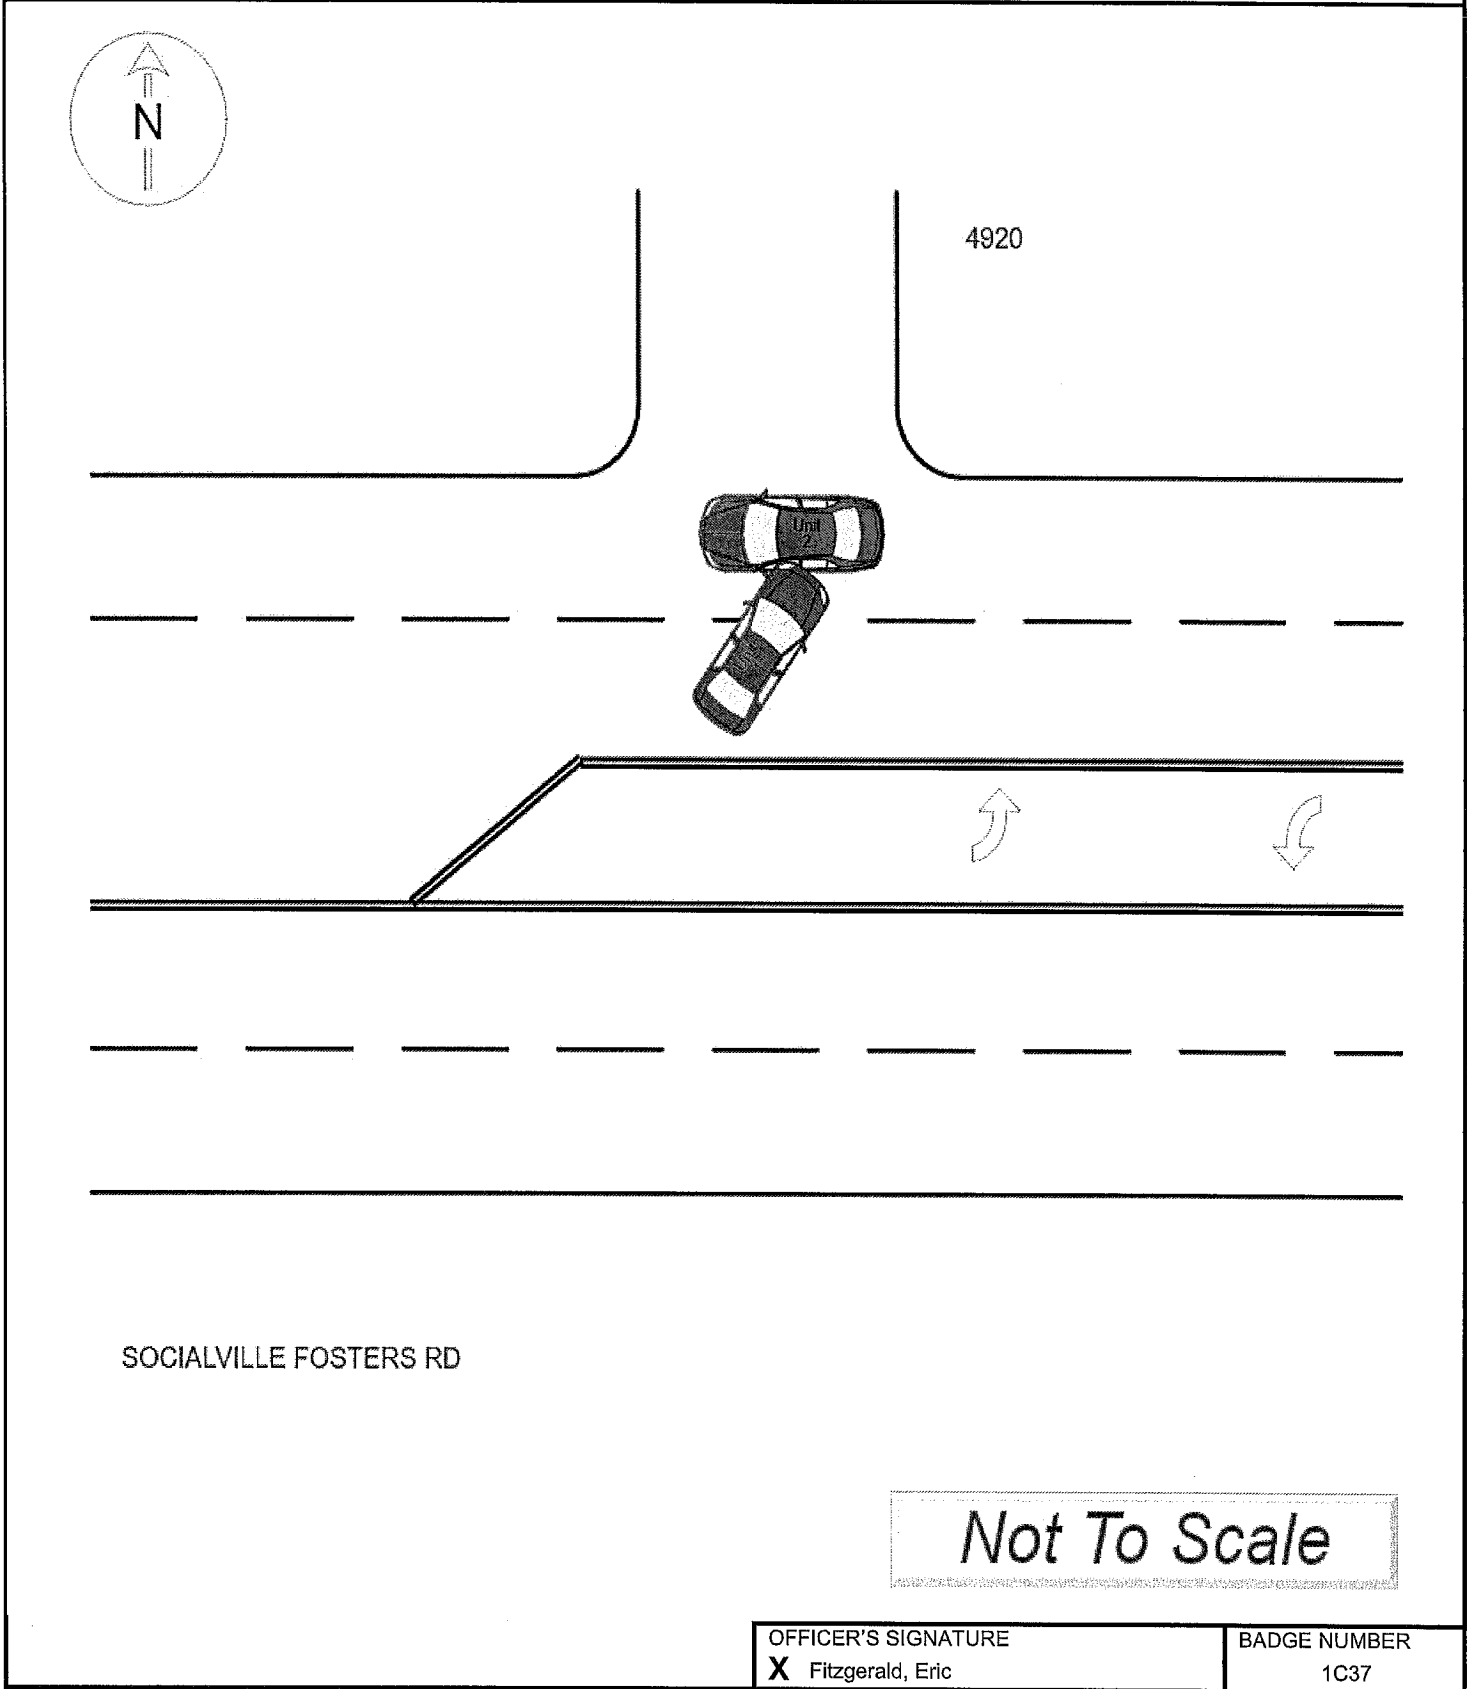 N
4920
Unit
2
SOCIALVILLE FOSTERS RD
Not To Scale
OFFICER'S SIGNATURE
X Fitzgerald, Eric
BADGE NUMBER
1C37